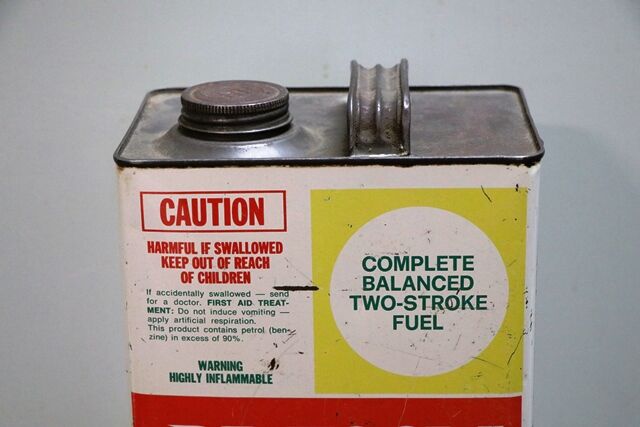 CAUTION
HARMFUL IF SWALLOWED
KEEP OUT OF REACH
OF CHILDREN
If accidentally swallowed — send
for a doctor. FIRST AID TREAT-
MENT: Do not induce vomiting —
apply artificial respiration.
This product contains petrol (ben-
zine) in excess of 90%.
WARNING
HIGHLY INFLAMMABLE
COMPLETE
BALANCED
TWO-STROKE
FUEL